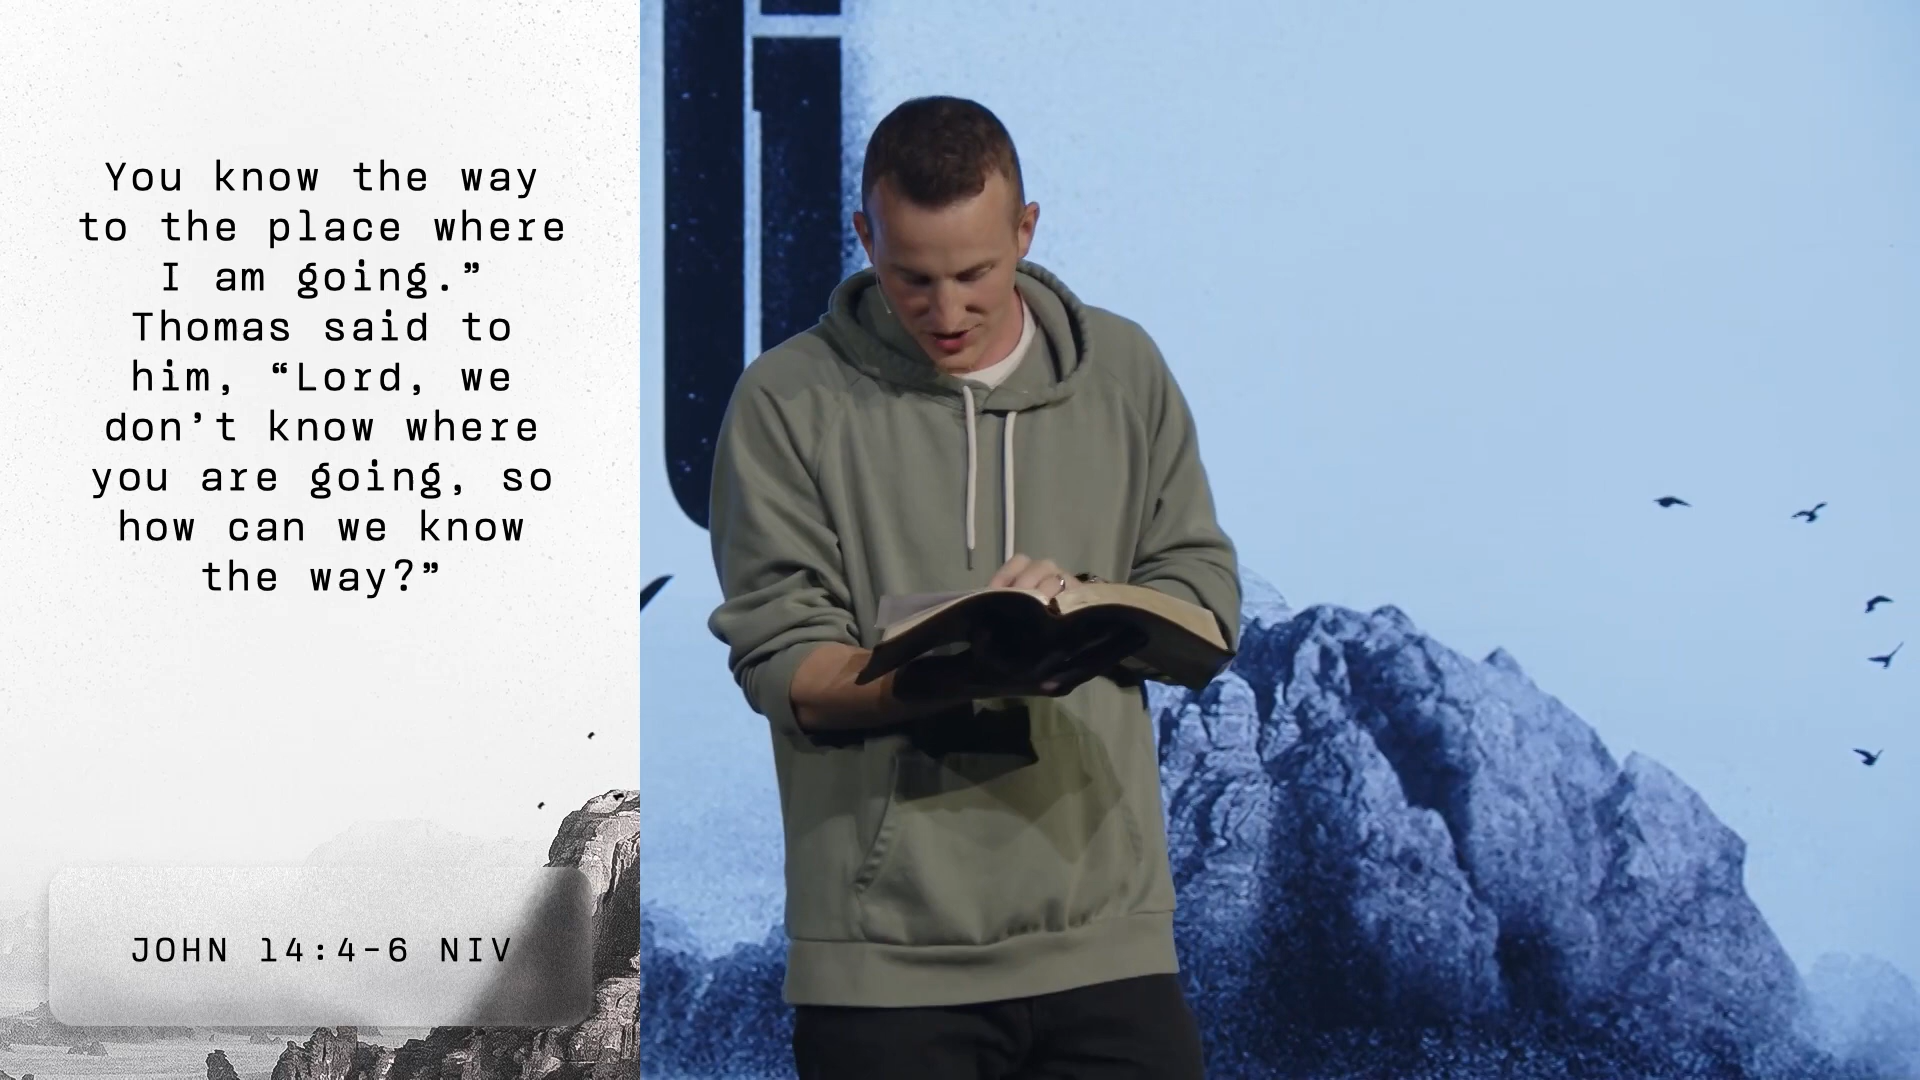 You know the way
to the place where
I am going.”
Thomas said to
him, “Lord, we
don’t know where
you are going, so
how can we know
the way?”
JOHN 14:4-6 NIV